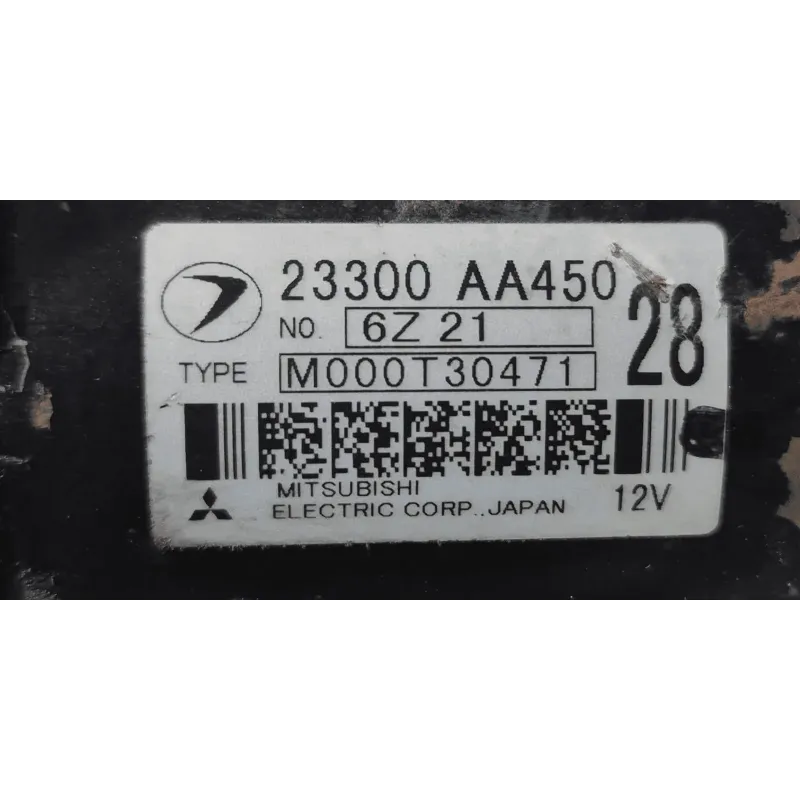 23300 AA450
NO. 6Z 21
28
TYPE M000T30471
MITSUBISHI
ELECTRIC CORP., JAPAN
12V